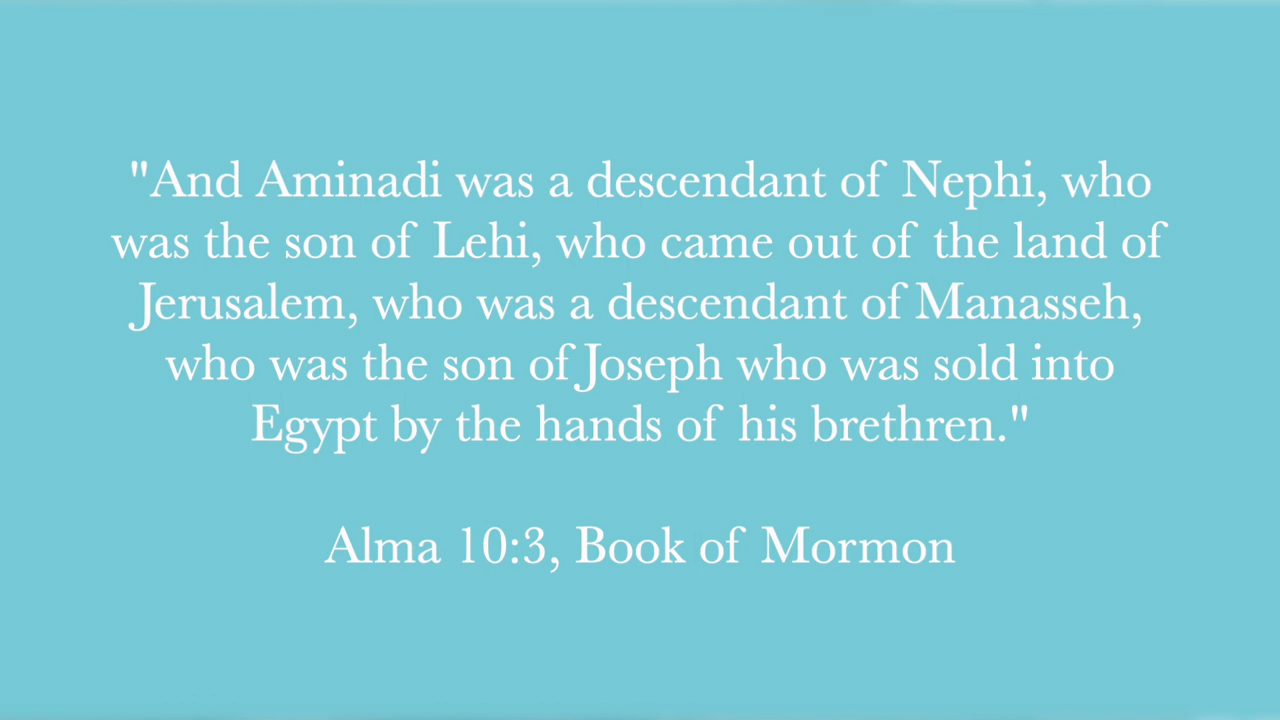 "And Aminadi was a descendant of Nephi, who
was the son of Lehi, who came out of the land of
Jerusalem, who was a descendant of Manasseh,
who was the son of Joseph who was sold into
Egypt by the hands of his brethren."
Alma 10:3, Book of Mormon